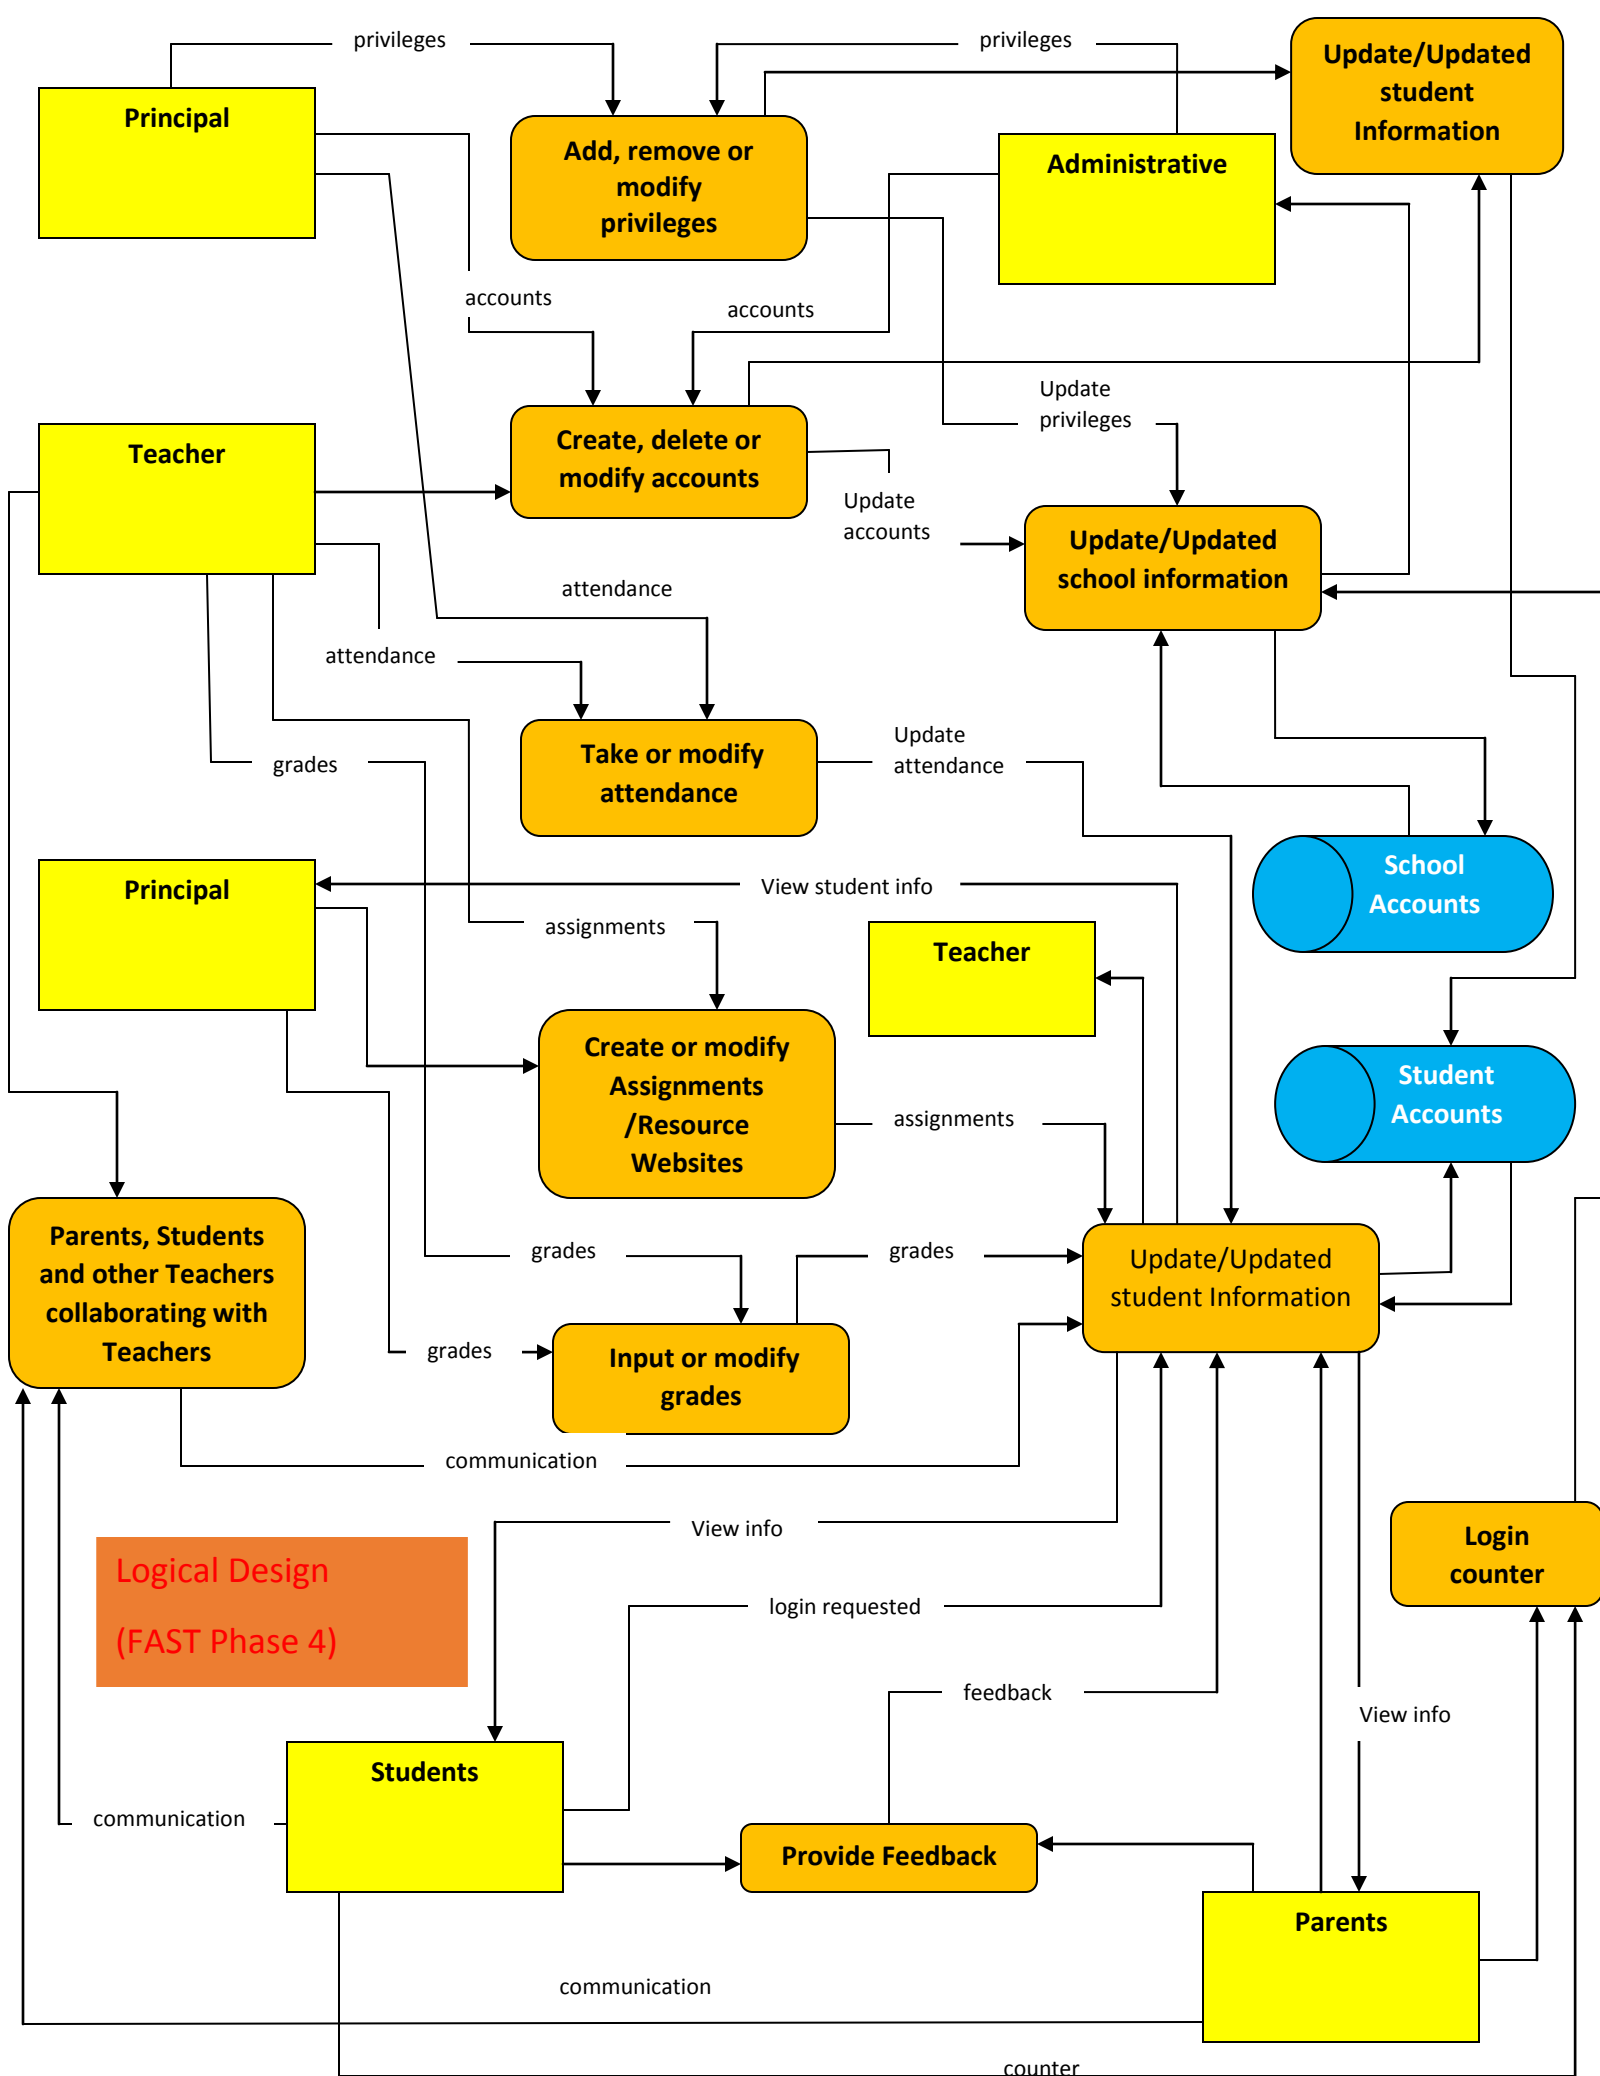 privileges
privileges
Update/Updated
student
Information
Principal
Add, remove or
modify
privileges
Administrative
accounts
accounts
Update
privileges
Teacher
Create, delete or
modify accounts
Update
accounts
Update/Updated
school information
attendance
attendance
grades
Take or modify
attendance
Update
attendance
School
Accounts
Principal
View student info
assignments
Teacher
Create or modify
Assignments
/Resource
Websites
assignments
Student
Accounts
Parents, Students
and other Teachers
collaborating with
Teachers
grades
grades
Update/Updated
student Information
grades
Input or modify
grades
communication
View info
Login
counter
Logical Design
(FAST Phase 4)
login requested
feedback
View info
Students
communication
Provide Feedback
Parents
communication
counter